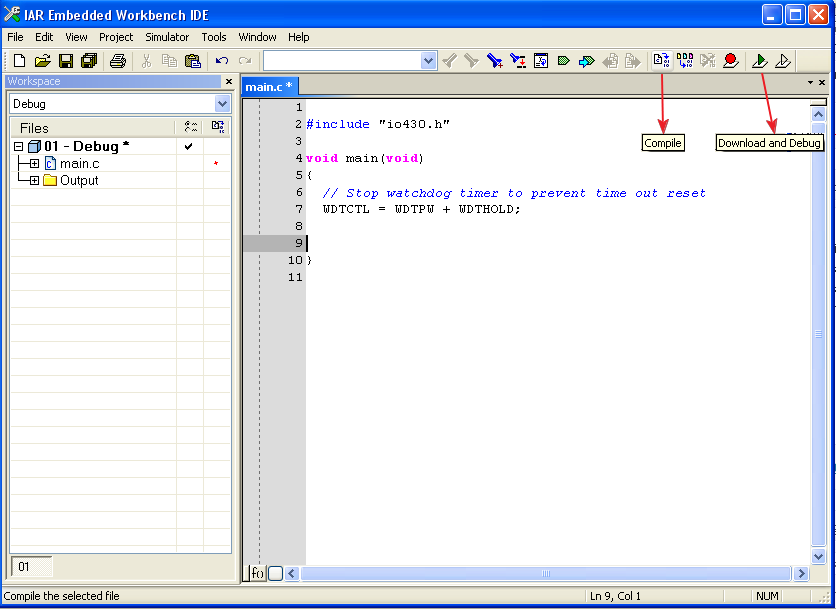 IAR Embedded Workbench IDE
File Edit View Project Simulator Tools Window Help
Workspace
Debug
Files
01 - Debug *
main.c
Output
01
main.c *
1
2 #include "io430.h"
3
4 void main(void)
5 {
6 // Stop watchdog timer to prevent time out reset
7 WDTCTL = WDTPW + WDTHOLD;
8
9
10 }
11
Compile
Download and Debug
f()
Compile the selected file
Ln 9, Col 1
NUM